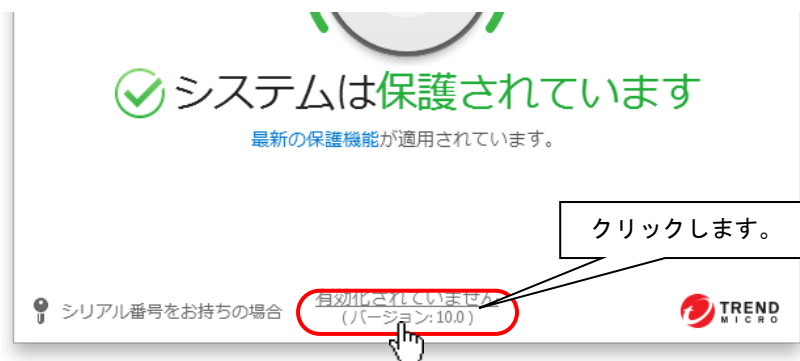 システムは保護されています
最新の保護機能が適用されています。
クリックします。
シリアル番号をお持ちの場合
有効化されていません
(バージョン: 10.0)
TREND
MICRO